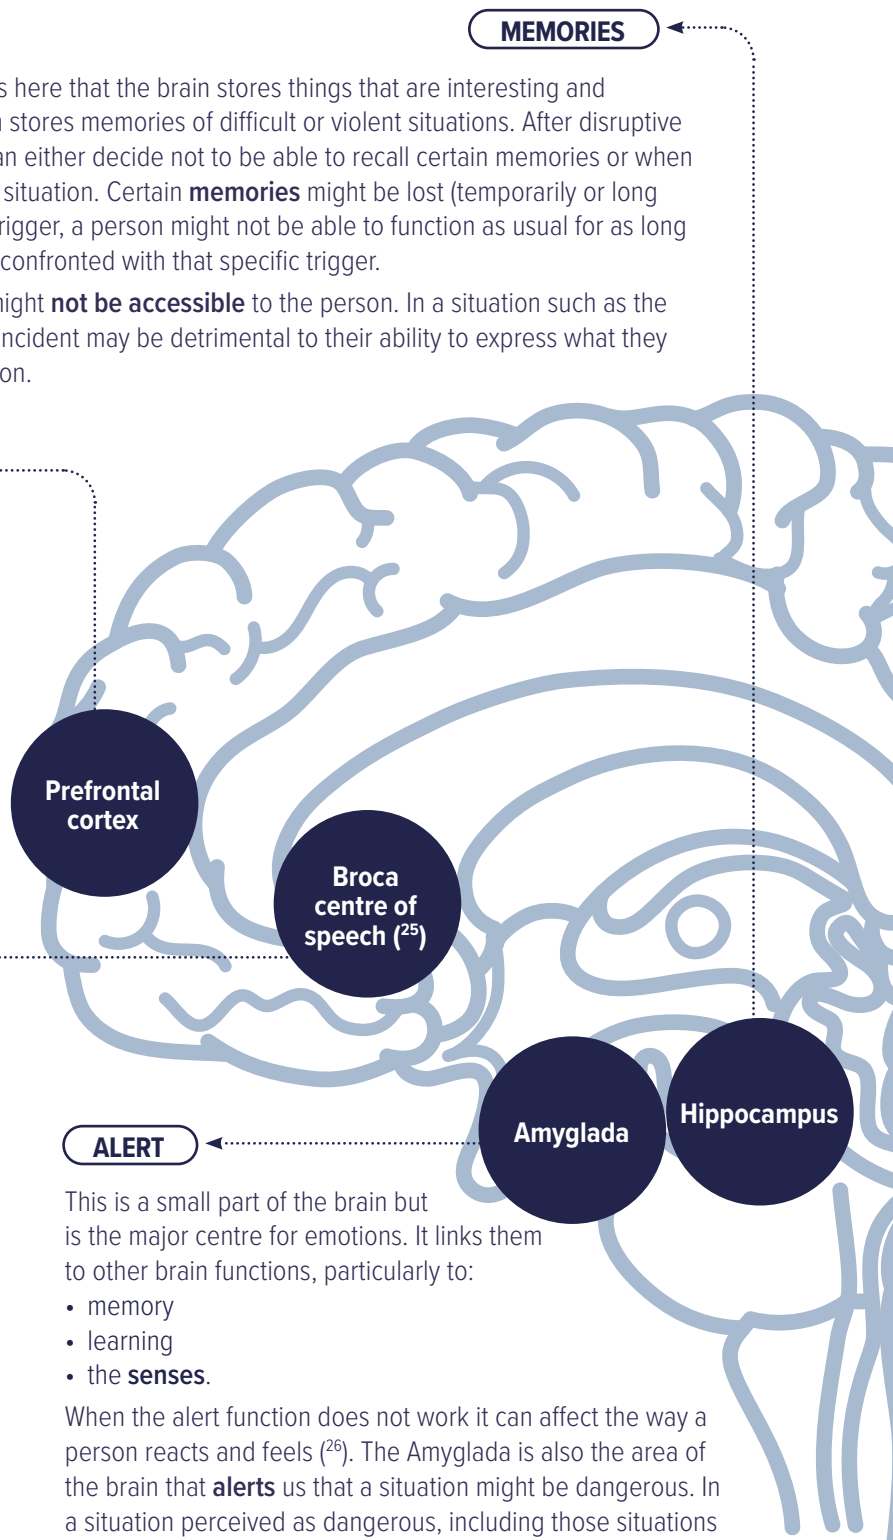 MEMORIES
s here that the brain stores things that are interesting and
stores memories of difficult or violent situations. After disruptive
an either decide not to be able to recall certain memories or when
situation. Certain memories might be lost (temporarily or long
rigger, a person might not be able to function as usual for as long
confronted with that specific trigger.
might not be accessible to the person. In a situation such as the
incident may be detrimental to their ability to express what they
on.
Prefrontal
cortex
Broca
centre of
speech (25)
Amyglada
Hippocampus
ALERT
This is a small part of the brain but
is the major centre for emotions. It links them
to other brain functions, particularly to:
• memory
• learning
• the senses.
When the alert function does not work it can affect the way a
person reacts and feels (26). The Amyglada is also the area of
the brain that alerts us that a situation might be dangerous. In
a situation perceived as dangerous, including those situations